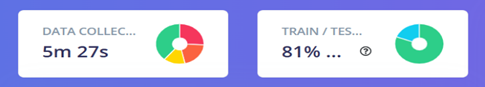 DATA COLLEC...
5m 27s
TRAIN / TES...
81% ...
?